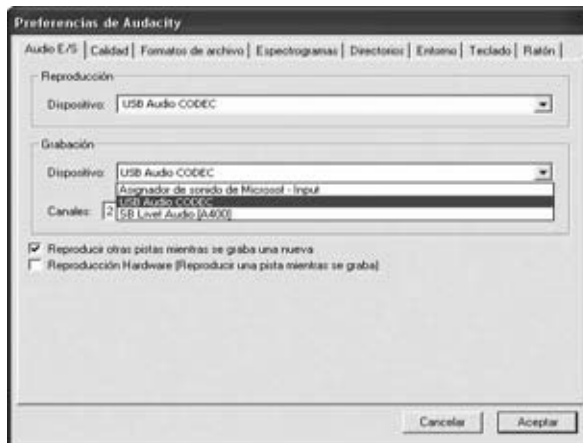 Preferencias de Audacity
Audio E/S | Calidad | Formatos de archivo | Espectrogramas | Directorios | Entorno | Teclado | Ratón
Reproducción
Dispositivo: USB Audio CODEC
Grabación
Dispositivo: USB Audio CODEC
Asignador de sonido de Microsof - Input
USB Audio CODEC
Canales: 2 SB Live! Audio [A400]
Reproducir otras pistas mientras se graba una nueva
Reproducción Hardware (Reproducir una pista mientras se graba)
Cancelar Aceptar